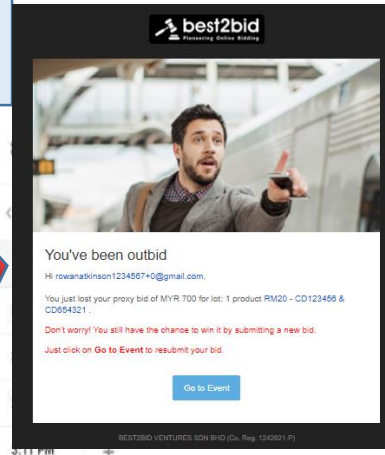 best2bid
Pioneering Online Bidding
You've been outbid
Hi rowanatkinson1234567+0@gmail.com,
You just lost your proxy bid of MYR 700 for lot: 1 product RM20 - CD123456 &
CD654321 .
Don't worry! You still have the chance to win it by submitting a new bid.
Just click on Go to Event to resubmit your bid.
Go to Event
BEST2BID VENTURES SDN BHD (Co. Reg. 1242621-P)
3:11 PM